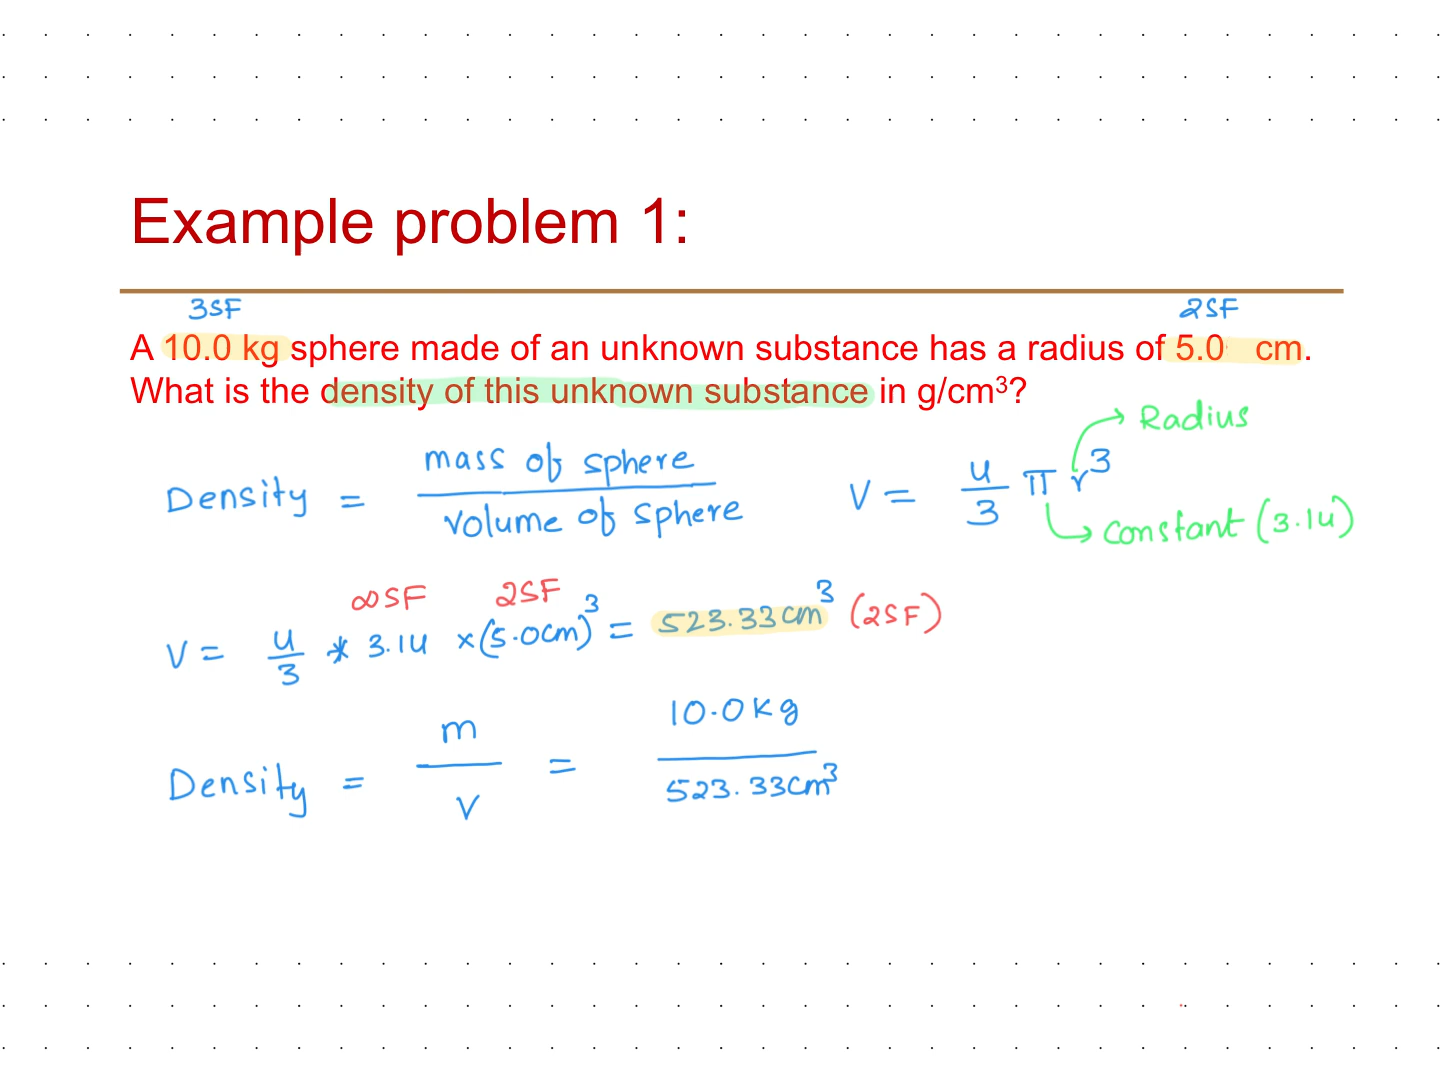 Example problem 1:
3SF 2SF
A 10.0 kg sphere made of an unknown substance has a radius of 5.0 cm.
What is the density of this unknown substance in g/cm³?
Radius
Density = mass of sphere / volume of sphere
V = 4/3 π r³
Constant (3.14)
∞SF 2SF
V = 4/3 * 3.14 x (5.0cm)³ = 523.33cm³ (2SF)
Density = m / V = 10.0kg / 523.33cm³